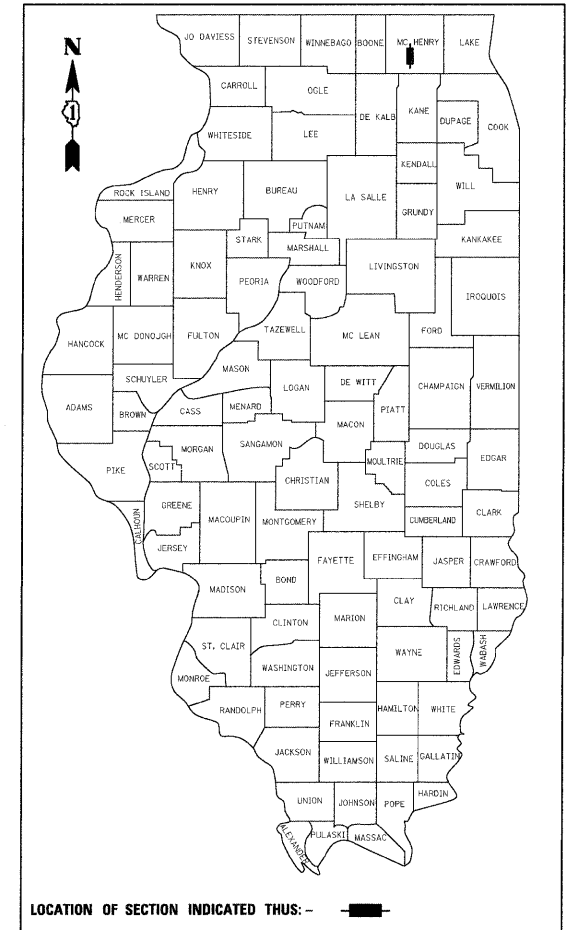 JO DAVIESS STEVENSON WINNEBAGO BOONE MC HENRY LAKE
N
CARROLL OGLE
1
DE KALB KANE DUPAGE COOK
WHITESIDE LEE
KENDALL
WILL
ROCK ISLAND HENRY BUREAU LA SALLE GRUNDY
MERCER PUTNAM
STARK MARSHALL KANKAKEE
HENDERSON WARREN KNOX PEORIA WOODFORD LIVINGSTON IROQUOIS
HANCOCK MC DONOJGH FULTON TAZEWELL MC LEAN FORD
MASON
SCHUYLER LOGAN DE WITT CHAMPAIGN VERMILION
ADAMS BROWN CASS MENARD MACON PIATT
MORGAN SANGAMON DOUGLAS EDGAR
PIKE SCOTT CHRISTIAN MOULTRIE COLES
GREENE MACOUPIN MONTGOMERY SHELBY CUMBERLAND CLARK
CALHOUN JERSEY FAYETTE EFFINGHAM JASPER CRAWFORD
MADISON BOND
CLAY RICHLAND LAWRENCE
CLINTON MARION
ST. CLAIR WAYNE EDWARDS WABASH
WASHINGTON JEFFERSON
MONROE
RANDOLPH PERRY HAMILTON WHITE
FRANKLIN
JACKSON WILLIAMSON SALINE GALLATIN
UNION JOHNSON POPE HARDIN
ALEXANDER PULASKI MASSAC
LOCATION OF SECTION INDICATED THUS: –